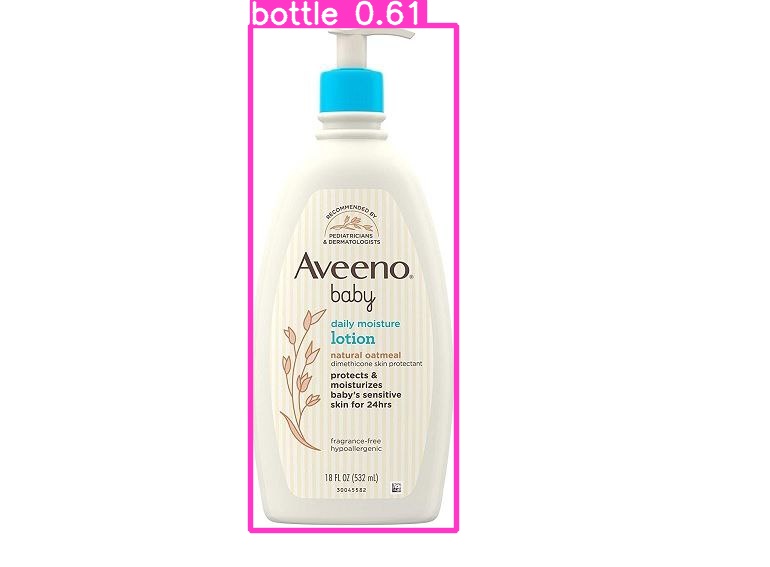 bottle 0.61
RECOMMENDED BY
PEDIATRICIANS
& DERMATOLOGISTS
Aveeno®
baby
daily moisture
lotion
natural oatmeal
dimethicone skin protectant
protects &
moisturizes
baby's sensitive
skin for 24hrs
fragrance-free
hypoallergenic
18 FL OZ (532 mL)
30045582